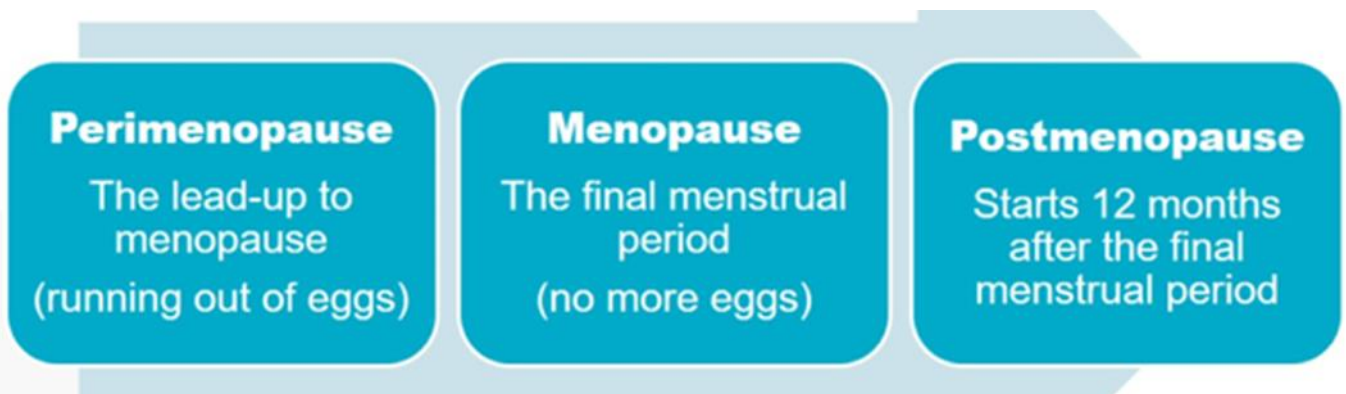 Perimenopause
The lead-up to
menopause
(running out of eggs)
Menopause
The final menstrual
period
(no more eggs)
Postmenopause
Starts 12 months
after the final
menstrual period